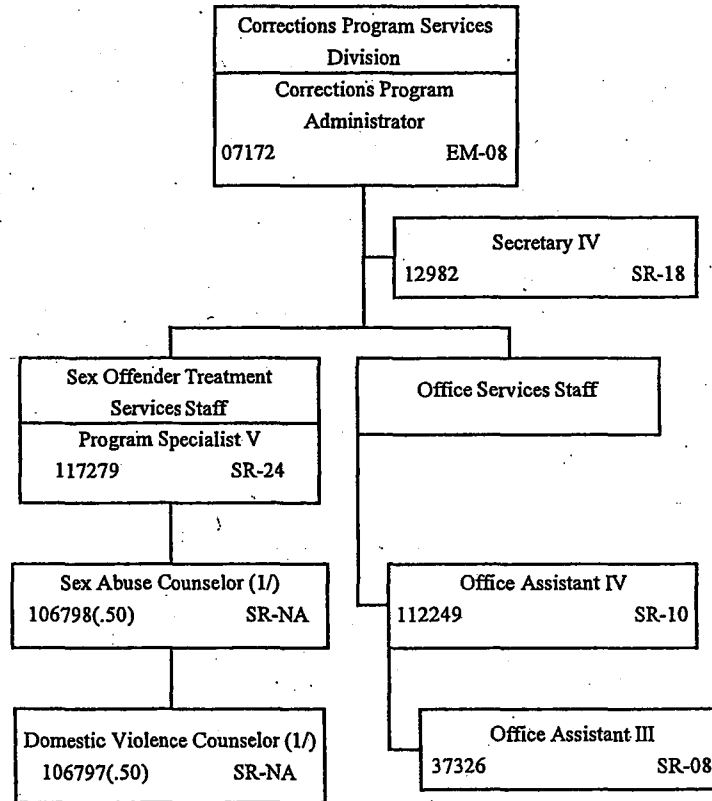 Corrections Program Services
Division
Corrections Program
Administrator
07172 EM-08
Secretary IV
12982 SR-18
Sex Offender Treatment
Services Staff
Program Specialist V
117279 SR-24
Office Services Staff
Sex Abuse Counselor (1/)
106798(.50) SR-NA
Office Assistant IV
112249 SR-10
Domestic Violence Counselor (1/)
106797(.50) SR-NA
Office Assistant III
37326 SR-08